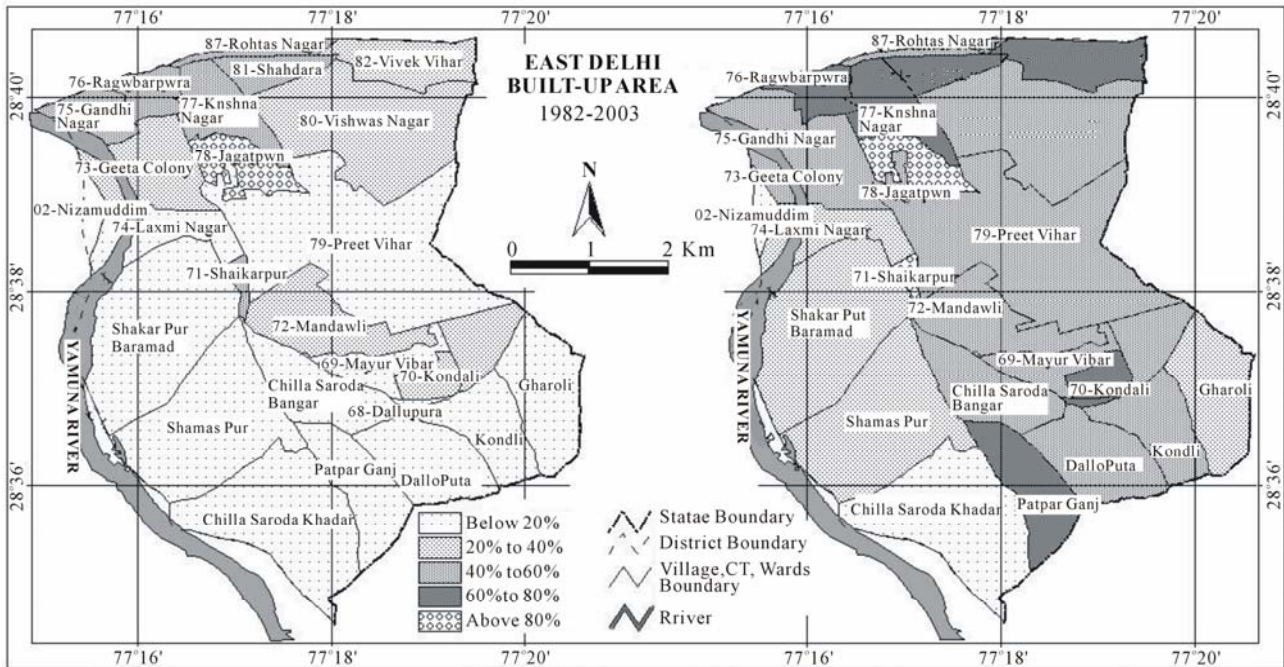 77°16′ 77°18′ 77°20′ 77°16′ 77°18′ 77°20′
28°40′
28°38′
28°36′
87-Rohtas Nagar
82-Vivek Vihar
81-Shahdara
76-Ragwbarpwra
75-Gandhi
Nagar
77-Knshna
Nagar
80-Vishwas Nagar
78-Jagatpwn
73-Geeta Colony
02-Nizamuddim
74-Laxmi Nagar
79-Preet Vihar
71-Shaikarpur
72-Mandawli
Shakar Pur
Baramad
69-Mayur Vibar
70-Kondali
Chilla Saroda
Bangar
Gharoli
68-Dallupura
Shamas Pur
Kondli
Patpar Ganj
DalloPuta
Chilla Saroda Khadar
YAMUNA RIVER
EAST DELHI
BUILT-UP AREA
1982-2003
N
0 1 2 Km
87-Rohtas Nagar
76-Ragwbarpwra
77-Knshna
Nagar
75-Gandhi Nagar
73-Geeta Colony
78-Jagatpwn
02-Nizamuddim
74-Laxmi Nagar
79-Preet Vihar
71-Shaikarpur
72-Mandawli
Shakar Put
Baramad
69-Mayur Vibar
70-Kondali
Chilla Saroda
Bangar
Gharoli
Shamas Pur
Kondli
DalloPuta
Patpar Ganj
Chilla Saroda Khadar
YAMUNA RIVER
28°40′
28°38′
28°36′
Below 20%
20% to 40%
40% to60%
60%to 80%
Above 80%
Statae Boundary
District Boundary
Village,CT, Wards
Boundary
Rriver
77°16′ 77°18′ 77°20′ 77°16′ 77°18′ 77°20′